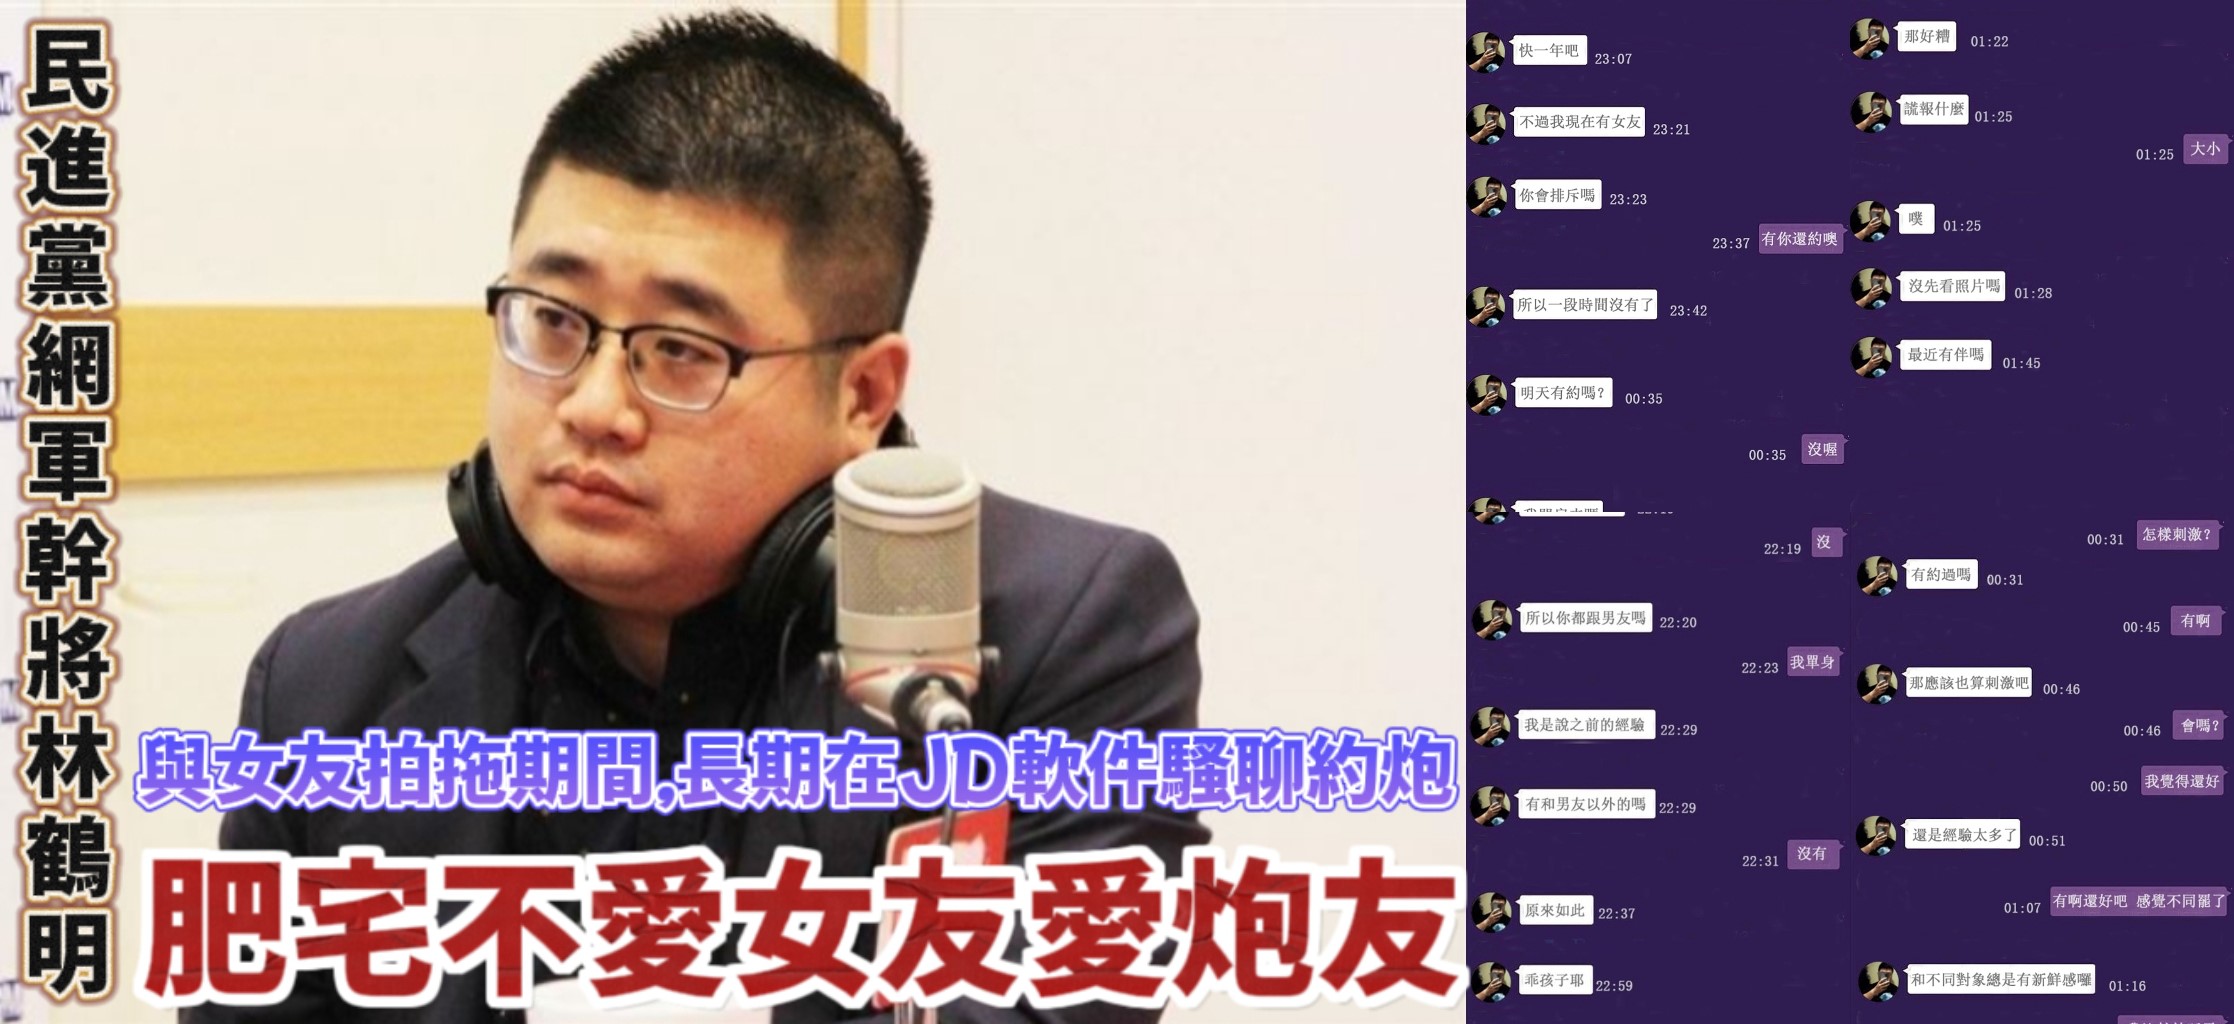 民進黨網軍幹將林鶴明
與女友拍拖期間,長期在JD軟件騷聊約炮
肥宅不愛女友愛炮友
快一年吧 23:07
不過我現在有女友 23:21
你會排斥嗎 23:23
23:37 有你還約噢
所以一段時間沒有了 23:42
明天有約嗎? 00:35
00:35 沒喔
22:19 沒
所以你都跟男友嗎 22:20
22:23 我單身
我是說之前的經驗 22:29
有和男友以外的嗎 22:29
22:31 沒有
原來如此 22:37
乖孩子耶 22:59
那好糟 01:22
謊報什麼 01:25
01:25 大小
噗 01:25
沒先看照片嗎 01:28
最近有伴嗎 01:45
00:31 怎樣刺激?
有約過嗎 00:31
00:45 有啊
那應該也算刺激吧 00:46
00:46 會嗎?
00:50 我覺得還好
還是經驗太多了 00:51
01:07 有啊還好吧 感覺不同罷了
和不同對象總是有新鮮感囉 01:16